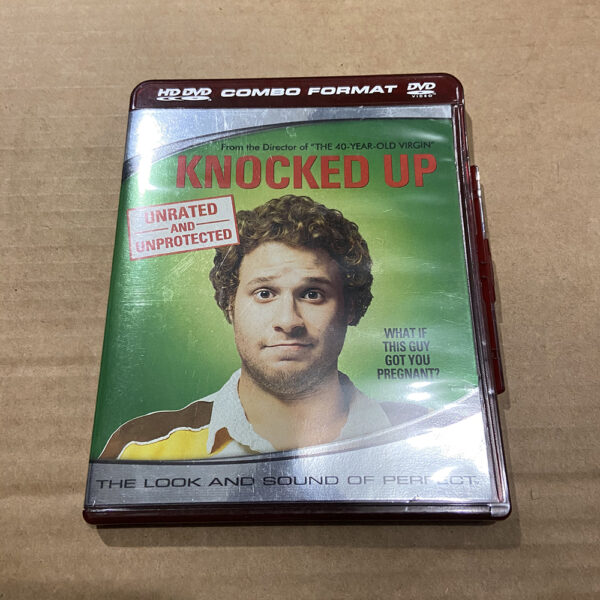 HD DVD COMBO FORMAT DVD
VIDEO
From the Director of "THE 40-YEAR-OLD VIRGIN"
KNOCKED UP
UNRATED
AND
UNPROTECTED
WHAT IF
THIS GUY
GOT YOU
PREGNANT?
THE LOOK AND SOUND OF PERFECT.